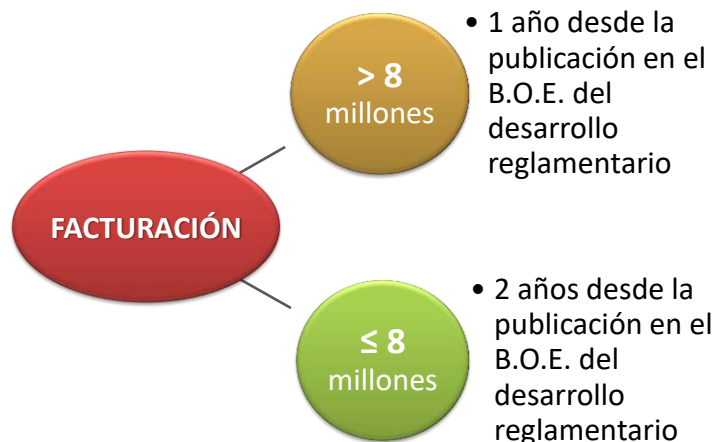 FACTURACIÓN
> 8
millones
• 1 año desde la
publicación en el
B.O.E. del
desarrollo
reglamentario
≤ 8
millones
• 2 años desde la
publicación en el
B.O.E. del
desarrollo
reglamentario